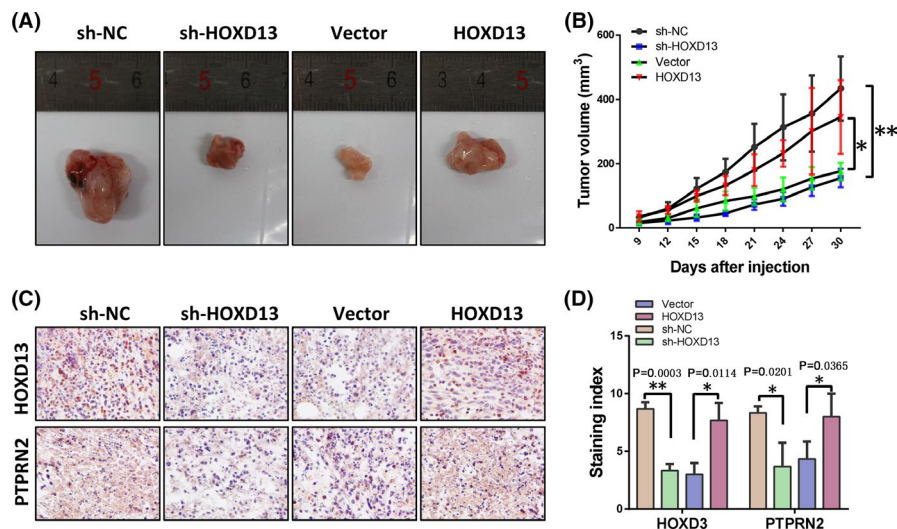 (A)
sh-NC
sh-HOXD13
Vector
HOXD13
4 5 6
5 6
4 5 6
3 4 5
(B)
sh-NC
sh-HOXD13
Vector
HOXD13
Tumor volume (mm³)
600
400
200
0
*
**
9 12 15 18 21 24 27 30
Days after injection
(C)
sh-NC
sh-HOXD13
Vector
HOXD13
HOXD13
PTPRN2
(D)
Vector
HOXD13
sh-NC
sh-HOXD13
Staining index
15
10
5
0
P=0.0003
**
P=0.0114
*
P=0.0201
*
P=0.0365
*
HOXD3
PTPRN2